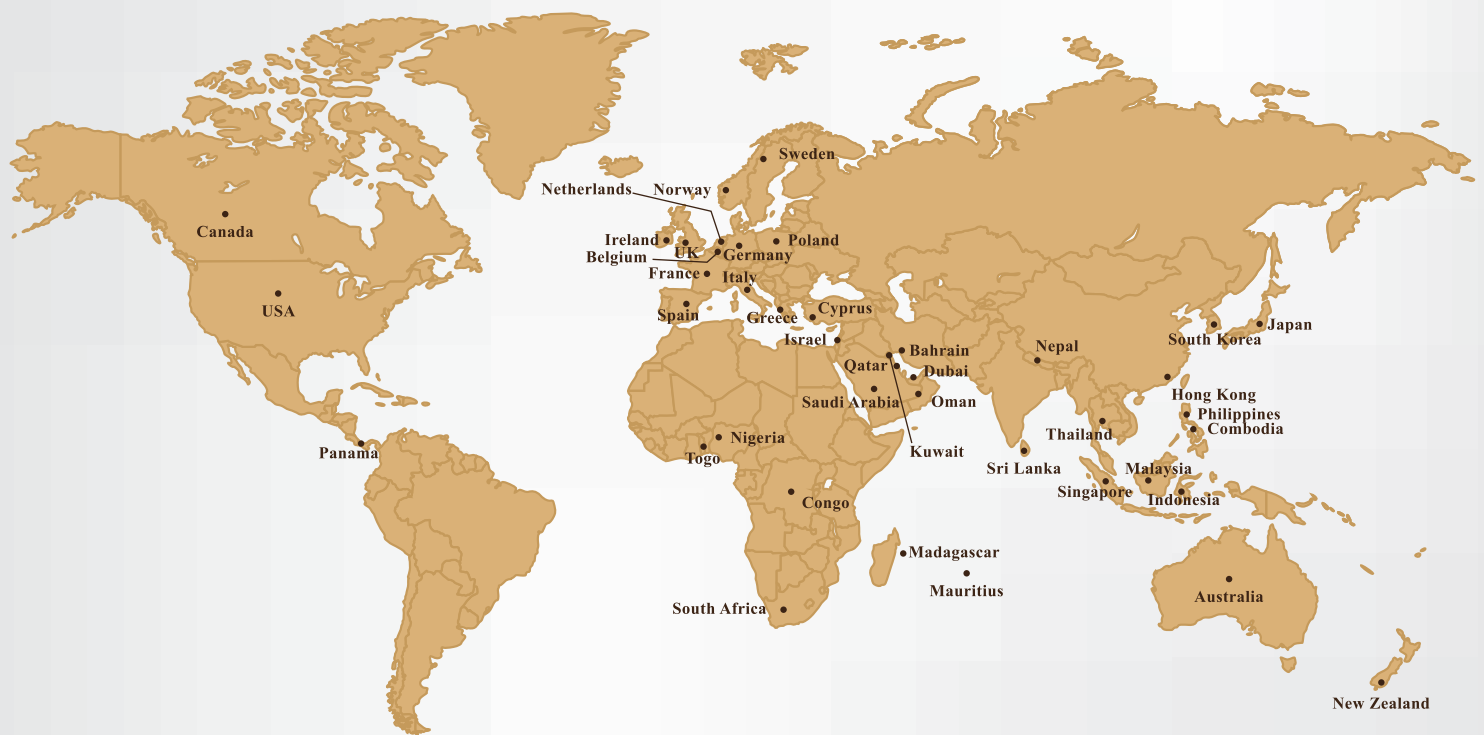 Sweden
Netherlands
Norway
Canada
Ireland
UK
Poland
Belgium
Germany
France
Italy
USA
Spain
Greece
Cyprus
Israel
Japan
South Korea
Nepal
Bahrain
Qatar
Dubai
Saudi Arabia
Oman
Hong Kong
Philippines
Combodia
Thailand
Nigeria
Togo
Panama
Kuwait
Sri Lanka
Malaysia
Singapore
Indonesia
Congo
Madagascar
Mauritius
Australia
South Africa
New Zealand